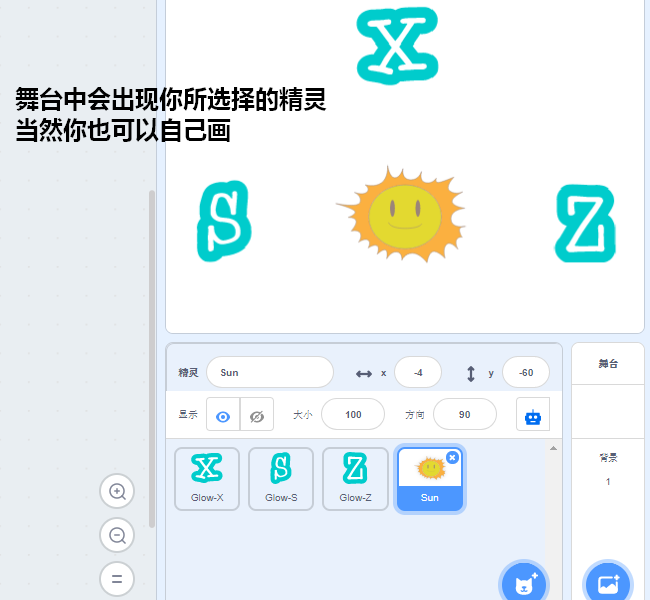 X
舞台中会出现你所选择的精灵
当然你也可以自己画
S
Z
精灵 Sun x -4 y -60
舞台
显示 大小 100 方向 90
背景
1
Glow-X Glow-S Glow-Z Sun